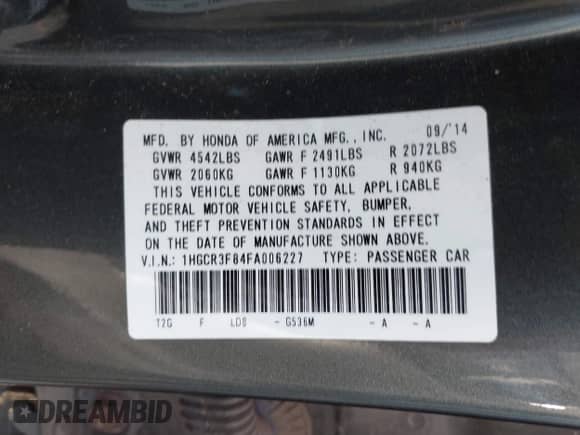 MFD. BY HONDA OF AMERICA MFG., INC. 09/'14
GVWR 4542LBS GAWR F 2491LBS R 2072LBS
GVWR 2060KG GAWR F 1130KG R 940KG
THIS VEHICLE CONFORMS TO ALL APPLICABLE
FEDERAL MOTOR VEHICLE SAFETY, BUMPER,
AND THEFT PREVENTION STANDARDS IN EFFECT
ON THE DATE OF MANUFACTURE SHOWN ABOVE.
V.I.N.: 1HGCR3F84FA006227 TYPE: PASSENGER CAR
T2G F LD8 - G536M - A - A
DREAMBID